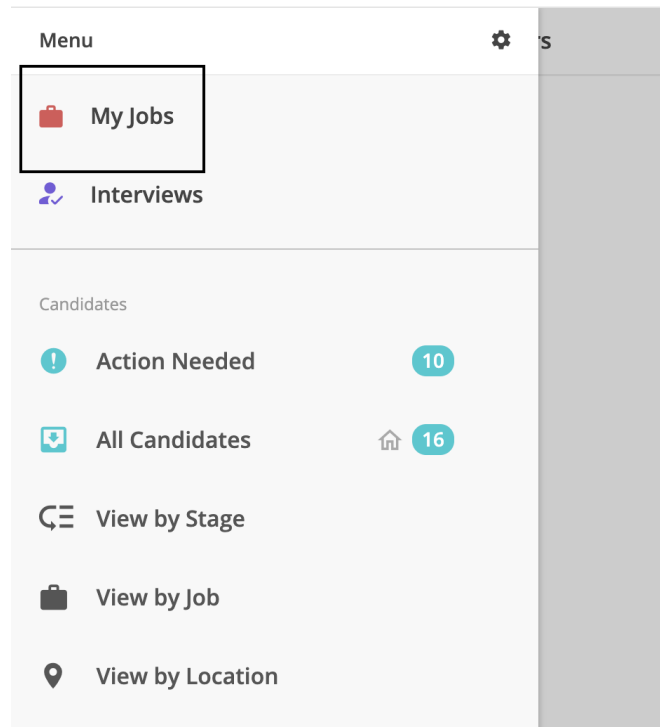 Menu
rs
My Jobs
Interviews
Candidates
Action Needed 10
All Candidates 16
View by Stage
View by Job
View by Location